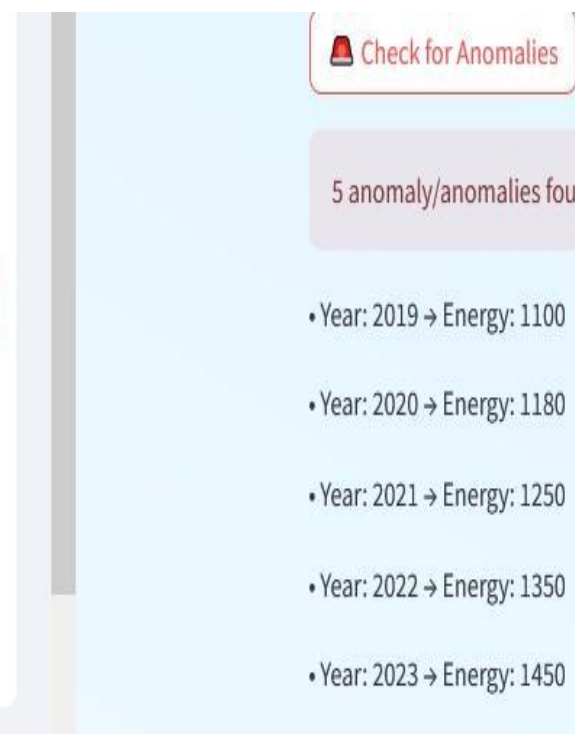 🚨 Check for Anomalies
5 anomaly/anomalies fou
• Year: 2019 → Energy: 1100
• Year: 2020 → Energy: 1180
• Year: 2021 → Energy: 1250
• Year: 2022 → Energy: 1350
• Year: 2023 → Energy: 1450